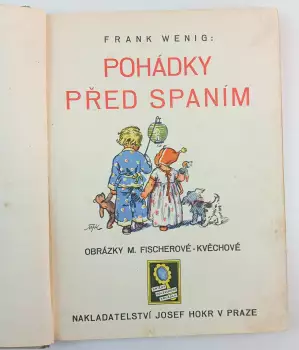 FRANK WENIG:
POHÁDKY
PŘED SPANÍM
OBRÁZKY M. FISCHEROVÉ-KVĚCHOVÉ
NAKLADATELSTVÍ JOSEF HOKR V PRAZE